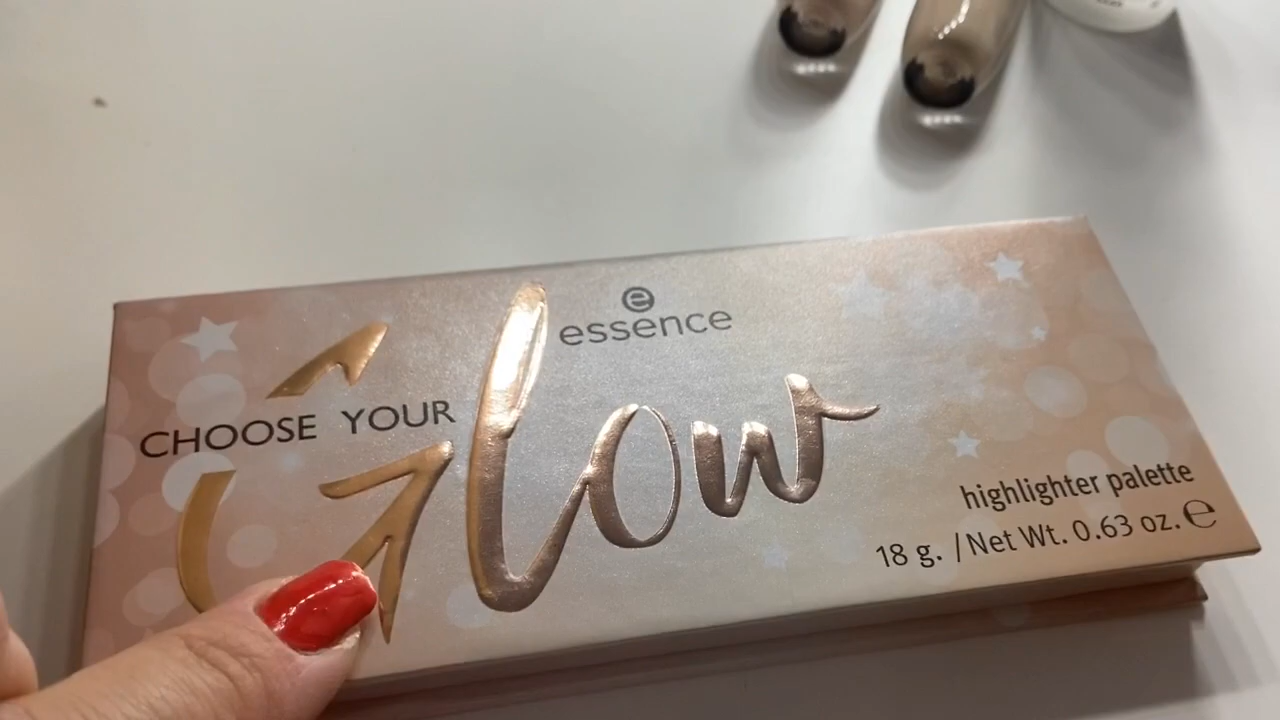 e
essence
CHOOSE YOUR
Glow
highlighter palette
18 g. /Net Wt. 0.63 oz. ℮